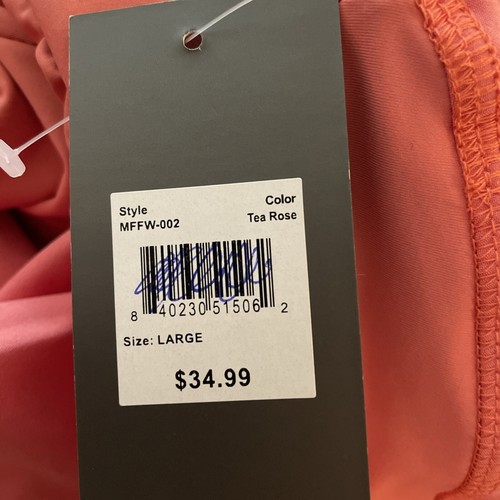 Style Color
MFFW-002 Tea Rose
8 40230 51506 2
Size: LARGE
$34.99